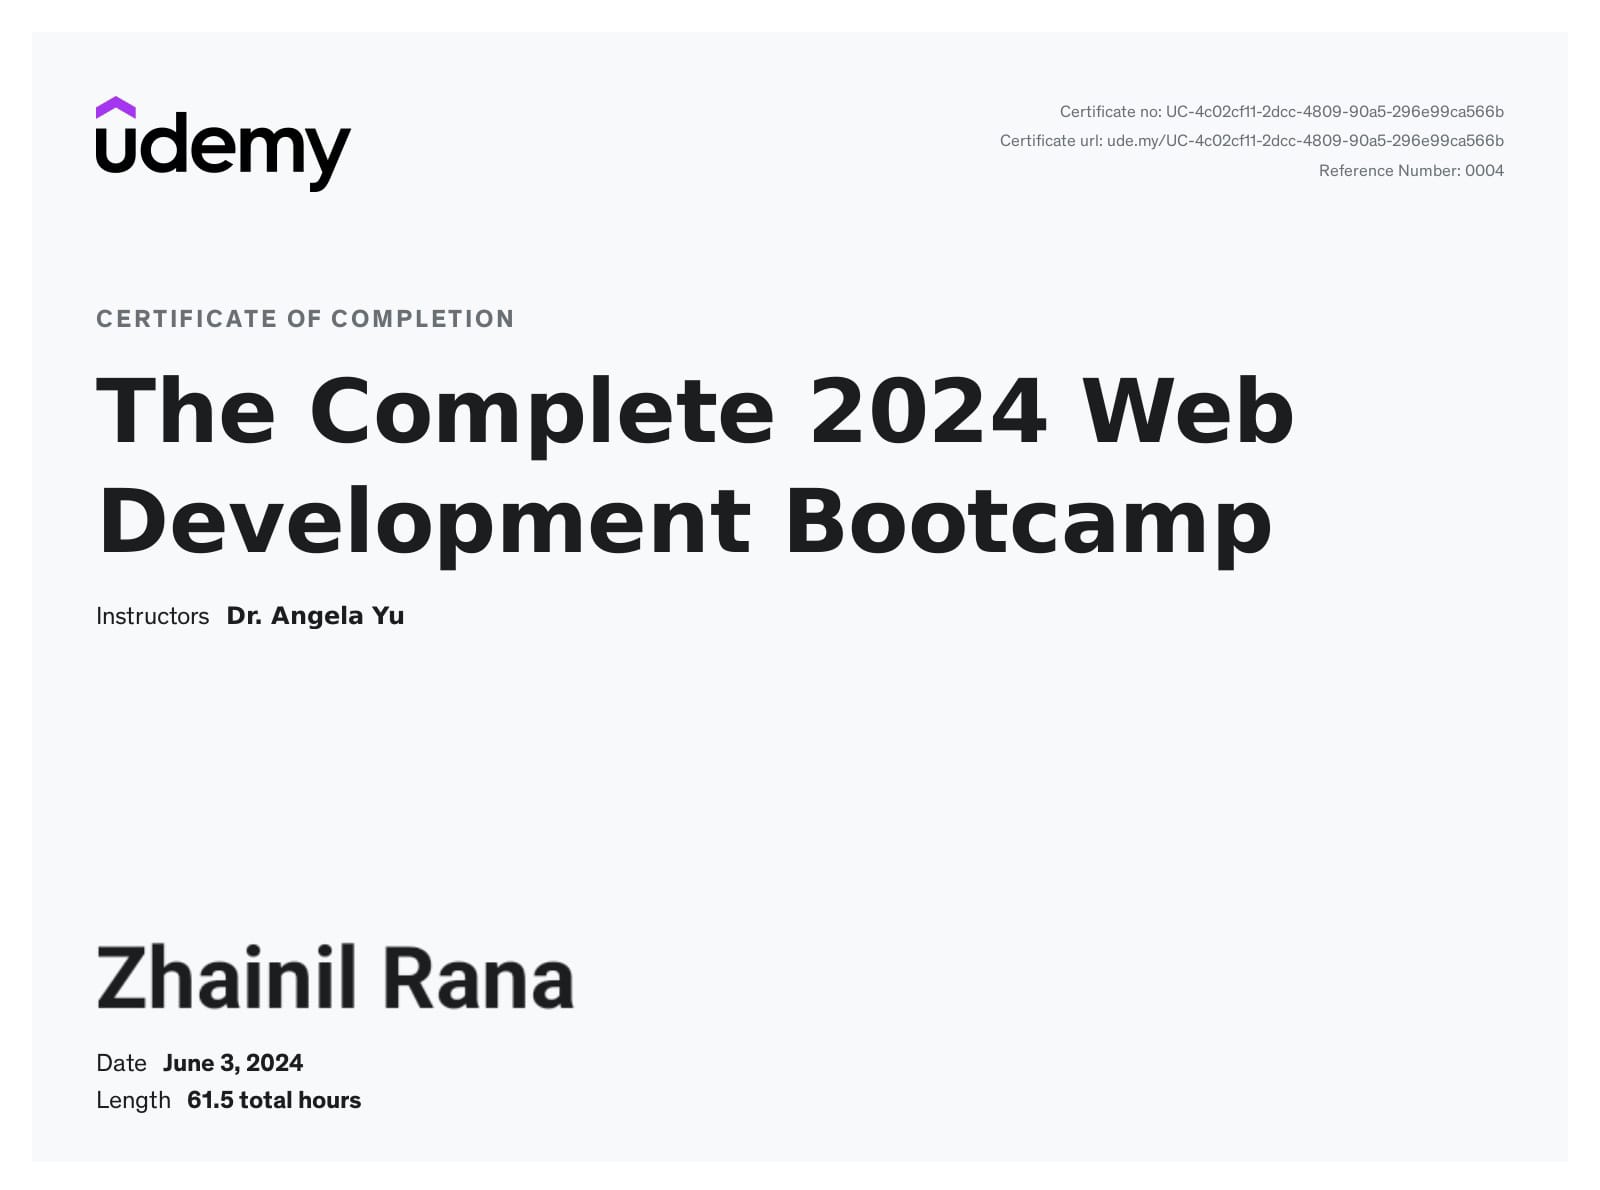 udemy
Certificate no: UC-4c02cf11-2dcc-4809-90a5-296e99ca566b
Certificate url: ude.my/UC-4c02cf11-2dcc-4809-90a5-296e99ca566b
Reference Number: 0004
CERTIFICATE OF COMPLETION
The Complete 2024 Web
Development Bootcamp
Instructors Dr. Angela Yu
Zhainil Rana
Date June 3, 2024
Length 61.5 total hours